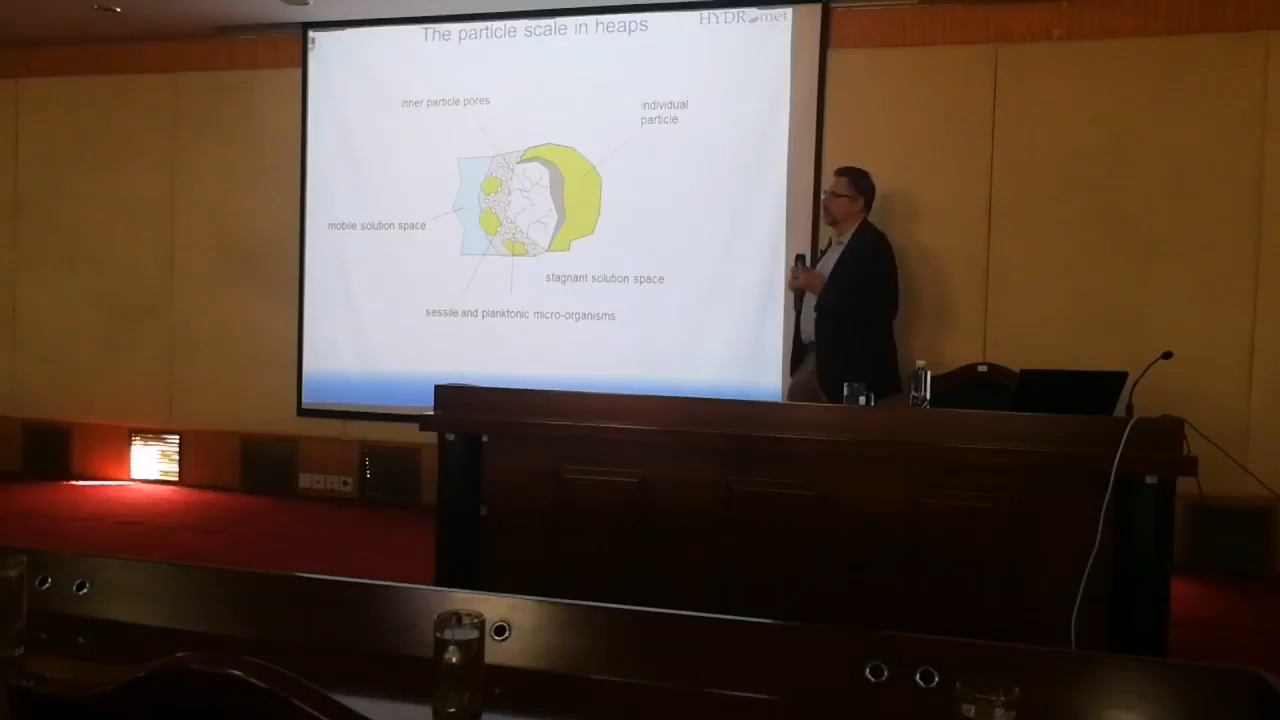 The particle scale in heaps
HYDROmet
inner particle pores
individual
particle
mobile solution space
stagnant solution space
sessile and planktonic micro-organisms